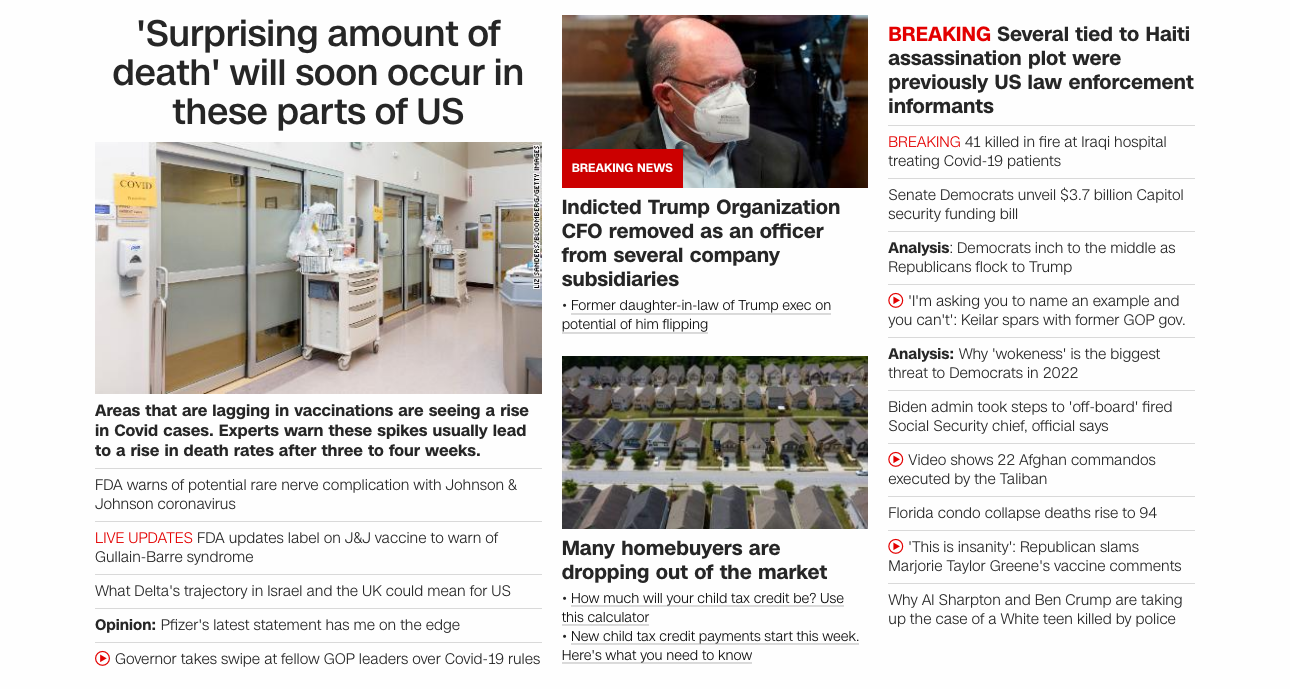 'Surprising amount of
death' will soon occur in
these parts of US
COVID
LIZ SANDERS/BLOOMBERG/GETTY IMAGES
Areas that are lagging in vaccinations are seeing a rise
in Covid cases. Experts warn these spikes usually lead
to a rise in death rates after three to four weeks.
FDA warns of potential rare nerve complication with Johnson &
Johnson coronavirus
LIVE UPDATES FDA updates label on J&J vaccine to warn of
Gullain-Barre syndrome
What Delta's trajectory in Israel and the UK could mean for US
Opinion: Pfizer's latest statement has me on the edge
Governor takes swipe at fellow GOP leaders over Covid-19 rules
BREAKING NEWS
Indicted Trump Organization
CFO removed as an officer
from several company
subsidiaries
• Former daughter-in-law of Trump exec on
potential of him flipping
Many homebuyers are
dropping out of the market
• How much will your child tax credit be? Use
this calculator
• New child tax credit payments start this week.
Here's what you need to know
BREAKING Several tied to Haiti
assassination plot were
previously US law enforcement
informants
BREAKING 41 killed in fire at Iraqi hospital
treating Covid-19 patients
Senate Democrats unveil $3.7 billion Capitol
security funding bill
Analysis: Democrats inch to the middle as
Republicans flock to Trump
'I'm asking you to name an example and
you can't': Keilar spars with former GOP gov.
Analysis: Why 'wokeness' is the biggest
threat to Democrats in 2022
Biden admin took steps to 'off-board' fired
Social Security chief, official says
Video shows 22 Afghan commandos
executed by the Taliban
Florida condo collapse deaths rise to 94
'This is insanity': Republican slams
Marjorie Taylor Greene's vaccine comments
Why Al Sharpton and Ben Crump are taking
up the case of a White teen killed by police